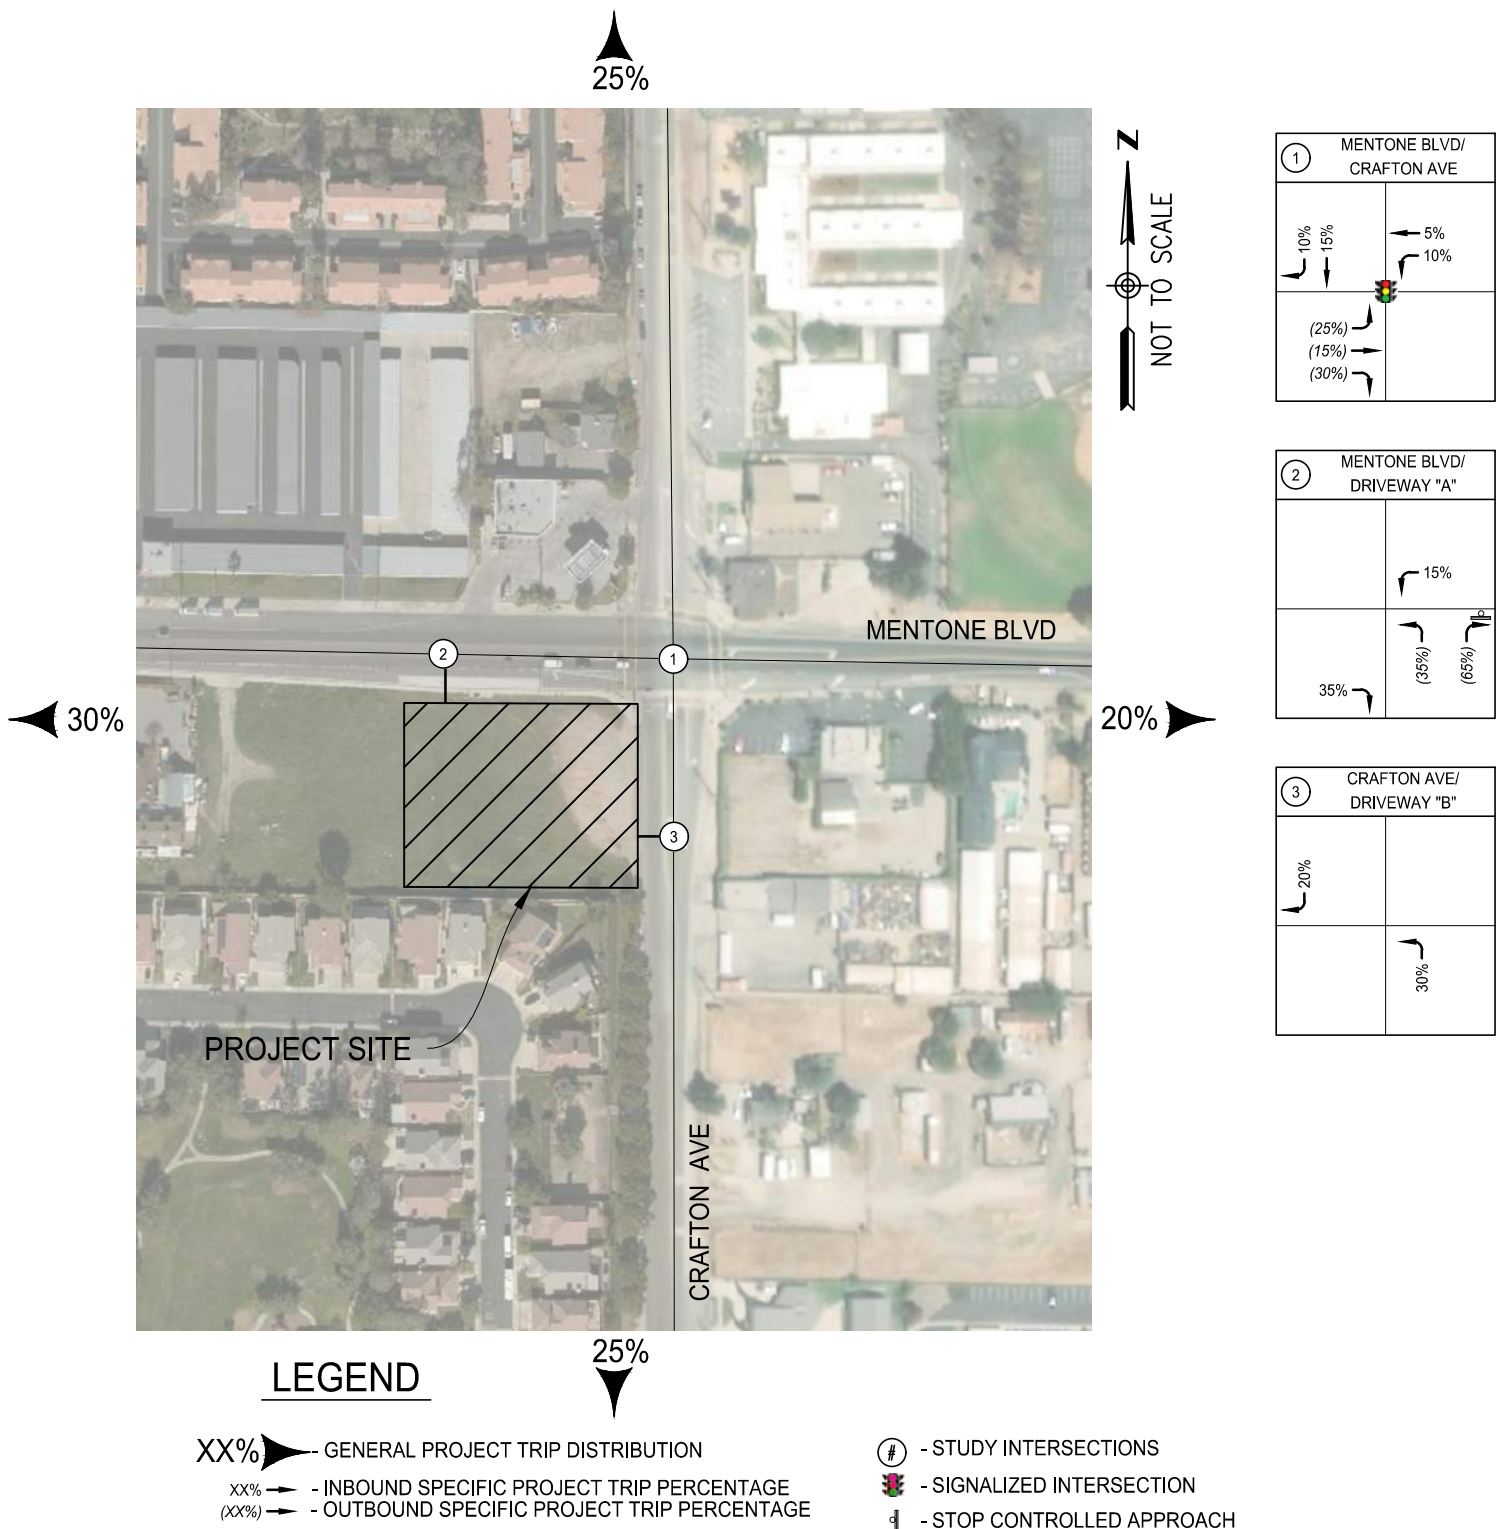 25%
Z
NOT TO SCALE
1
MENTONE BLVD/
CRAFTON AVE
10%
15%
5%
10%
(25%)
(15%)
(30%)
2
MENTONE BLVD/
DRIVEWAY "A"
15%
(35%)
(65%)
35%
3
CRAFTON AVE/
DRIVEWAY "B"
20%
30%
MENTONE BLVD
2
1
30%
20%
3
PROJECT SITE
CRAFTON AVE
25%
LEGEND
XX% - GENERAL PROJECT TRIP DISTRIBUTION
XX% - INBOUND SPECIFIC PROJECT TRIP PERCENTAGE
(XX%) - OUTBOUND SPECIFIC PROJECT TRIP PERCENTAGE
# - STUDY INTERSECTIONS
- SIGNALIZED INTERSECTION
- STOP CONTROLLED APPROACH